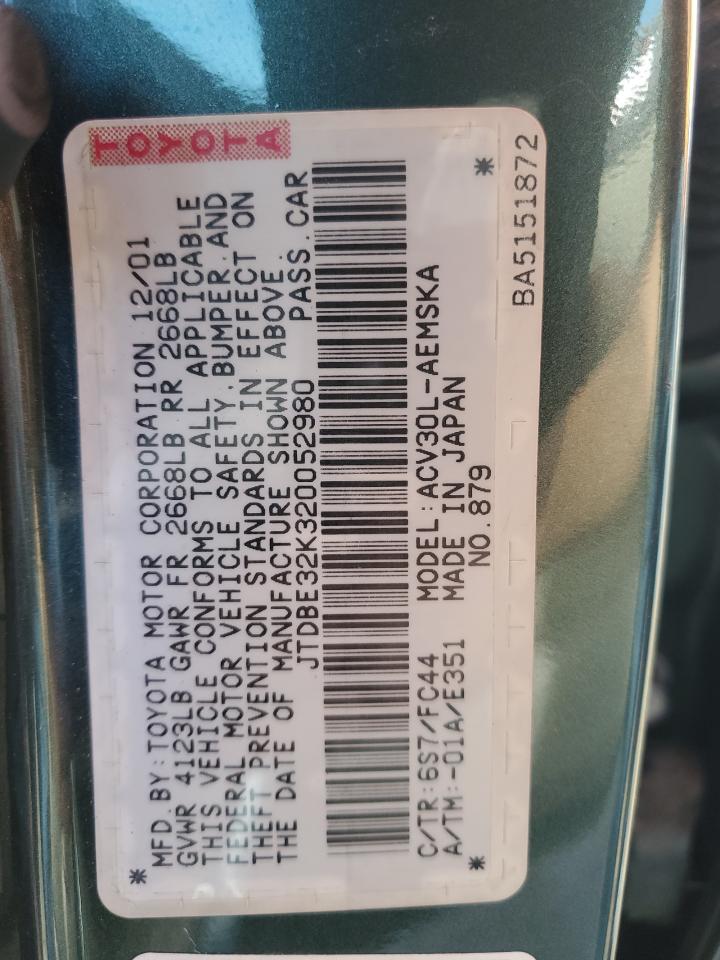 TOYOTA
MFD.BY:TOYOTA MOTOR CORPORATION 12/01
GVWR 4123LB GAWR FR 2668LB RR 2668LB
THIS VEHICLE CONFORMS TO ALL APPLICABLE
FEDERAL MOTOR VEHICLE SAFETY.BUMPER.AND
THEFT PREVENTION STANDARDS IN EFFECT ON
THE DATE OF MANUFACTURE SHOWN ABOVE.
JTDBE32K320052980 PASS.CAR
C/TR:6S7/FC44 MODEL:ACV30L-AEMSKA
A/TM:-01A/E351 MADE IN JAPAN
NO.879
BA5151872